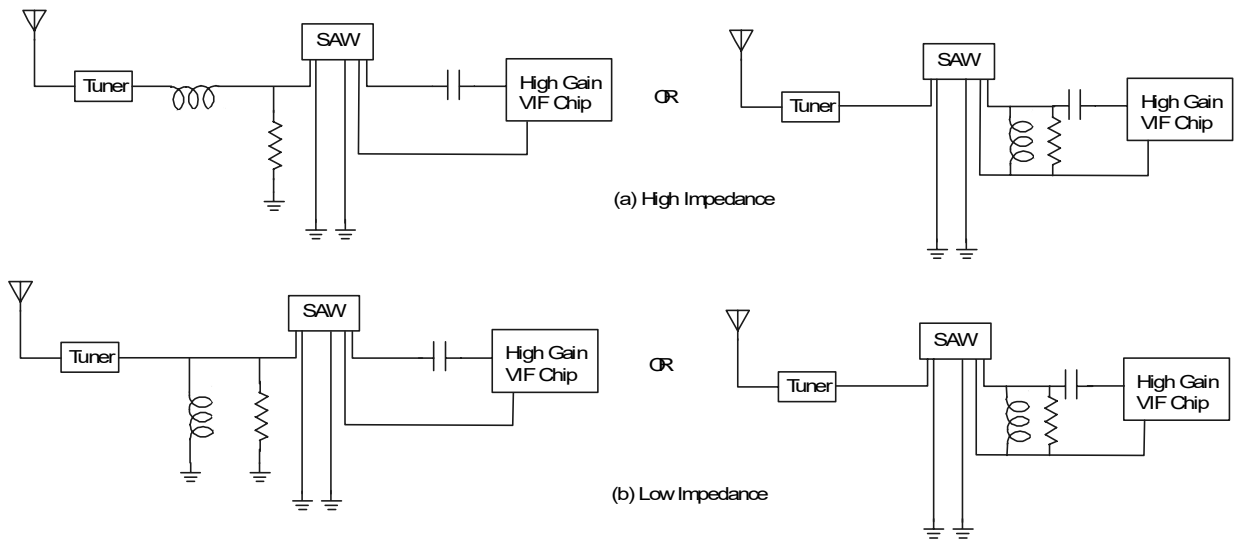 SAW
Tuner
High Gain
VIF Chip
OR
SAW
Tuner
High Gain
VIF Chip
(a) High Impedance
SAW
Tuner
High Gain
VIF Chip
OR
SAW
Tuner
High Gain
VIF Chip
(b) Low Impedance